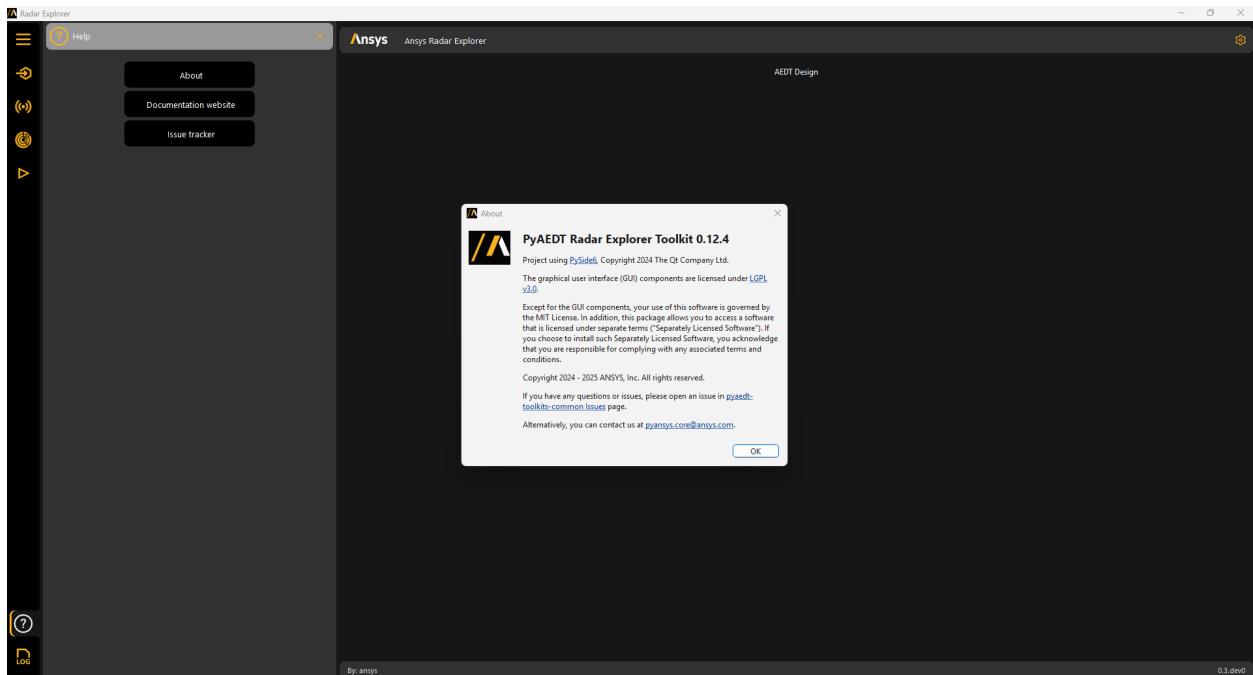 Radar Explorer
Help
About
Documentation website
Issue tracker
LOG
Ansys Ansys Radar Explorer
AEDT Design
About
PyAEDT Radar Explorer Toolkit 0.12.4
Project using PySide6, Copyright 2024 The Qt Company Ltd.
The graphical user interface (GUI) components are licensed under LGPL
v3.0.
Except for the GUI components, your use of this software is governed by
the MIT License. In addition, this package allows you to access a software
that is licensed under separate terms ("Separately Licensed Software"). If
you choose to install such Separately Licensed Software, you acknowledge
that you are responsible for complying with any associated terms and
conditions.
Copyright 2024 - 2025 ANSYS, Inc. All rights reserved.
If you have any questions or issues, please open an issue in pyaedt-
toolkits-common Issues page.
Alternatively, you can contact us at pyansys.core@ansys.com.
OK
By: ansys
0.3.dev0